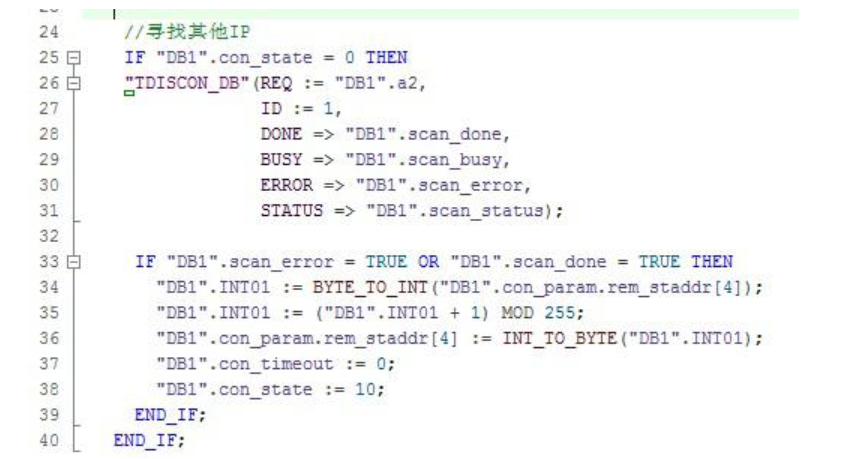 24 //寻找其他IP
25 IF "DB1".con_state = 0 THEN
26 "TDISCON_DB"(REQ := "DB1".a2,
27 ID := 1,
28 DONE => "DB1".scan_done,
29 BUSY => "DB1".scan_busy,
30 ERROR => "DB1".scan_error,
31 STATUS => "DB1".scan_status);
32
33 IF "DB1".scan_error = TRUE OR "DB1".scan_done = TRUE THEN
34 "DB1".INT01 := BYTE_TO_INT("DB1".con_param.rem_staddr[4]);
35 "DB1".INT01 := ("DB1".INT01 + 1) MOD 255;
36 "DB1".con_param.rem_staddr[4] := INT_TO_BYTE("DB1".INT01);
37 "DB1".con_timeout := 0;
38 "DB1".con_state := 10;
39 END_IF;
40 END_IF;